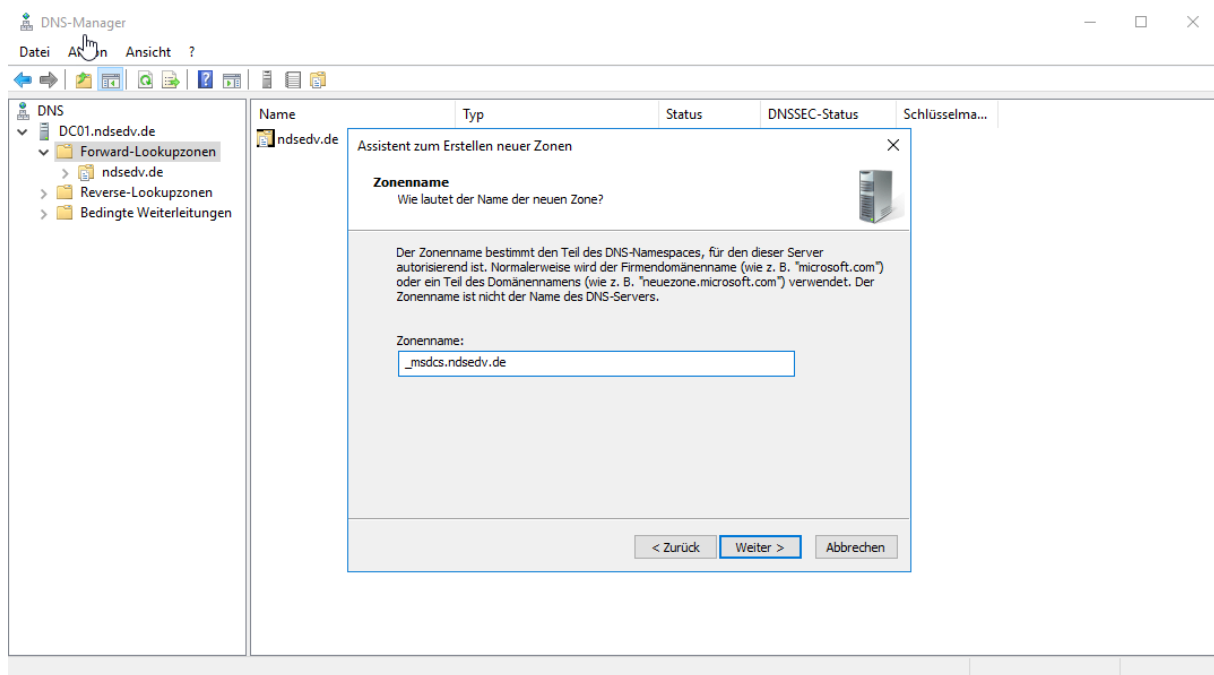 DNS-Manager
Datei Aktion Ansicht ?
DNS
DC01.ndsedv.de
Forward-Lookupzonen
ndsedv.de
Reverse-Lookupzonen
Bedingte Weiterleitungen
Name Typ Status DNSSEC-Status Schlüsselma...
ndsedv.de
Assistent zum Erstellen neuer Zonen
Zonenname
Wie lautet der Name der neuen Zone?
Der Zonenname bestimmt den Teil des DNS-Namespaces, für den dieser Server
autorisierend ist. Normalerweise wird der Firmendomänenname (wie z. B. "microsoft.com")
oder ein Teil des Domänennamens (wie z. B. "neuezone.microsoft.com") verwendet. Der
Zonenname ist nicht der Name des DNS-Servers.
Zonenname:
_msdcs.ndsedv.de
< Zurück Weiter > Abbrechen